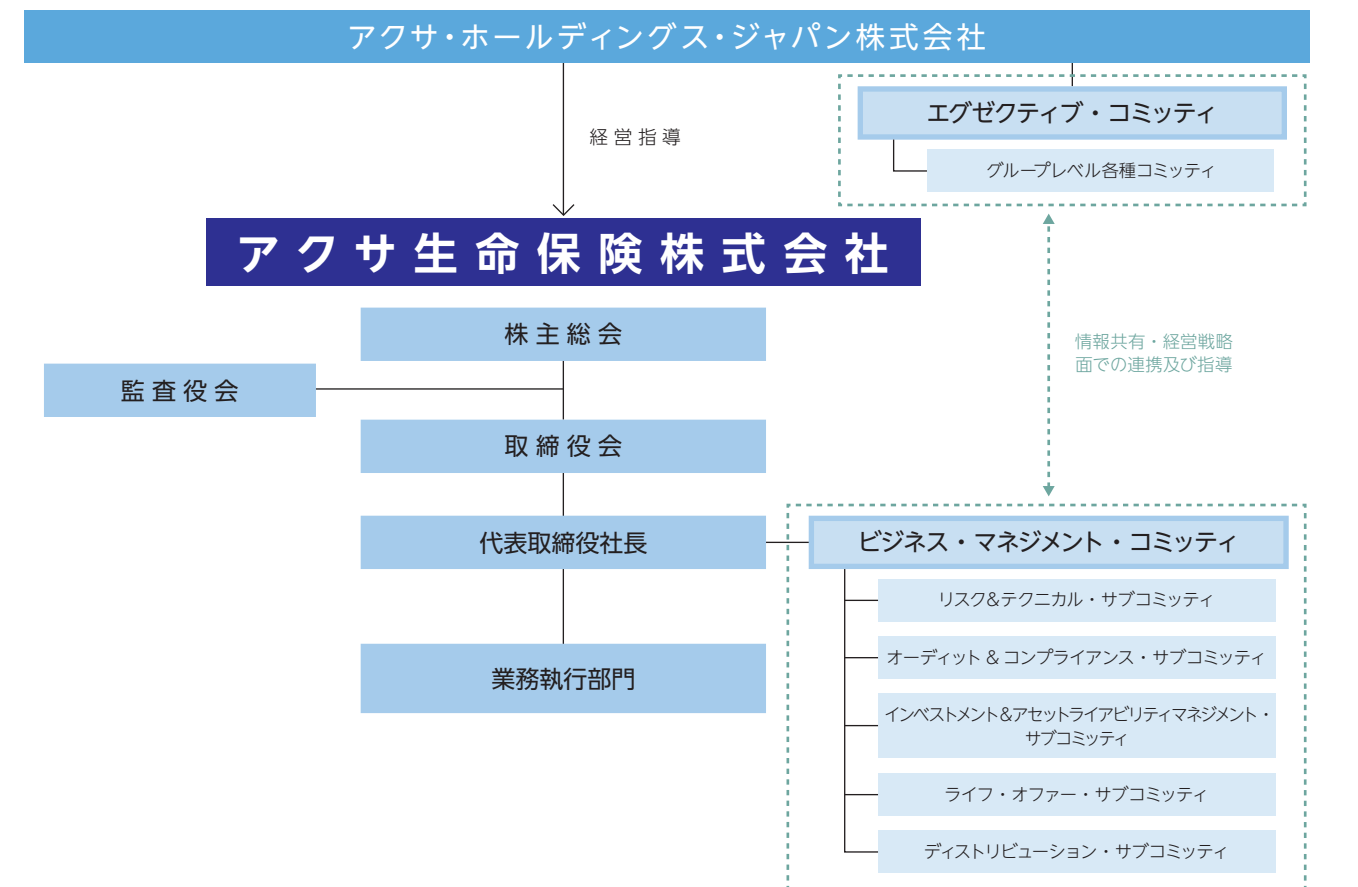 アクサ・ホールディングス・ジャパン株式会社
エグゼクティブ・コミッティ
経営指導
グループレベル各種コミッティ
アクサ生命保険株式会社
株主総会
情報共有・経営戦略
面での連携及び指導
監査役会
取締役会
代表取締役社長
ビジネス・マネジメント・コミッティ
リスク&テクニカル・サブコミッティ
オーディット & コンプライアンス・サブコミッティ
業務執行部門
インベストメント&アセットライアビリティマネジメント・
サブコミッティ
ライフ・オファー・サブコミッティ
ディストリビューション・サブコミッティ